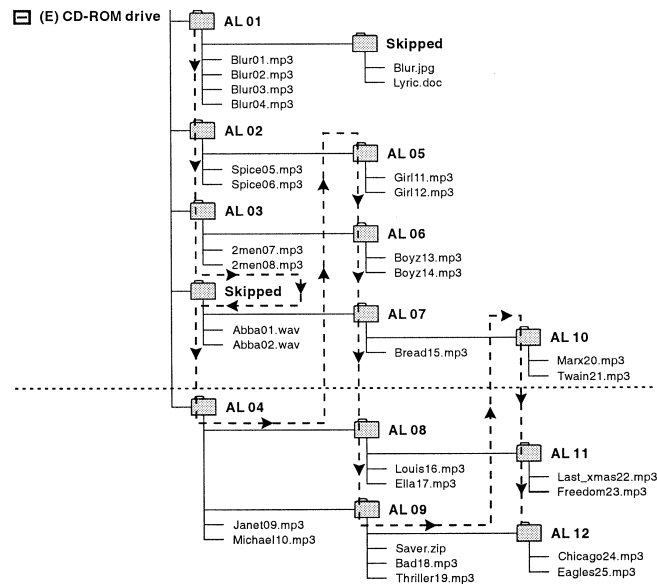 (E) CD-ROM drive
AL 01
Blur01.mp3
Blur02.mp3
Blur03.mp3
Blur04.mp3
Skipped
Blur.jpg
Lyric.doc
AL 02
Spice05.mp3
Spice06.mp3
AL 05
Girl11.mp3
Girl12.mp3
AL 03
2men07.mp3
2men08.mp3
AL 06
Boyz13.mp3
Boyz14.mp3
Skipped
Abba01.wav
Abba02.wav
AL 07
Bread15.mp3
AL 10
Marx20.mp3
Twain21.mp3
AL 04
Janet09.mp3
Michael10.mp3
AL 08
Louis16.mp3
Ella17.mp3
AL 11
Last_xmas22.mp3
Freedom23.mp3
AL 09
Saver.zip
Bad18.mp3
Thriller19.mp3
AL 12
Chicago24.mp3
Eagles25.mp3